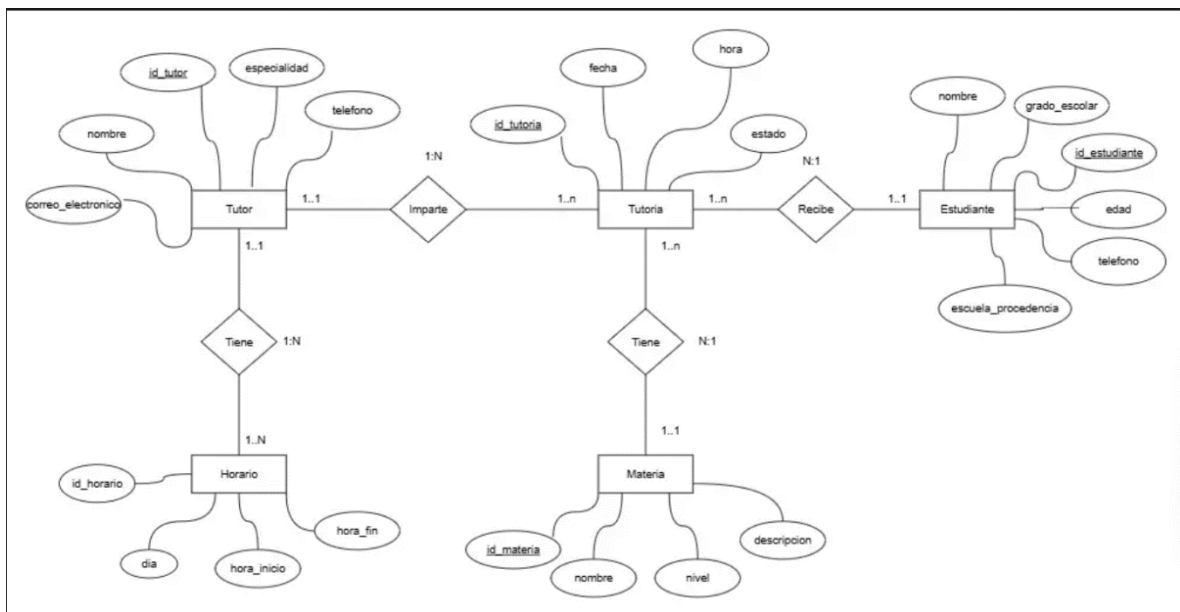 hora
fecha
especialidad
id_tutor
nombre
grado_escolar
telefono
id_tutoria
estado
nombre
id_estudiante
1:N
N:1
correo_electronico
Tutor
1..1
Imparte
1..n
Tutoria
1..n
Recibe
1..1
Estudiante
edad
1..1
1..n
telefono
escuela_procedencia
Tiene
1:N
Tiene
N:1
1..N
1..1
Horario
Materia
id_horario
hora_fin
descripcion
id_materia
dia
hora_inicio
nombre
nivel